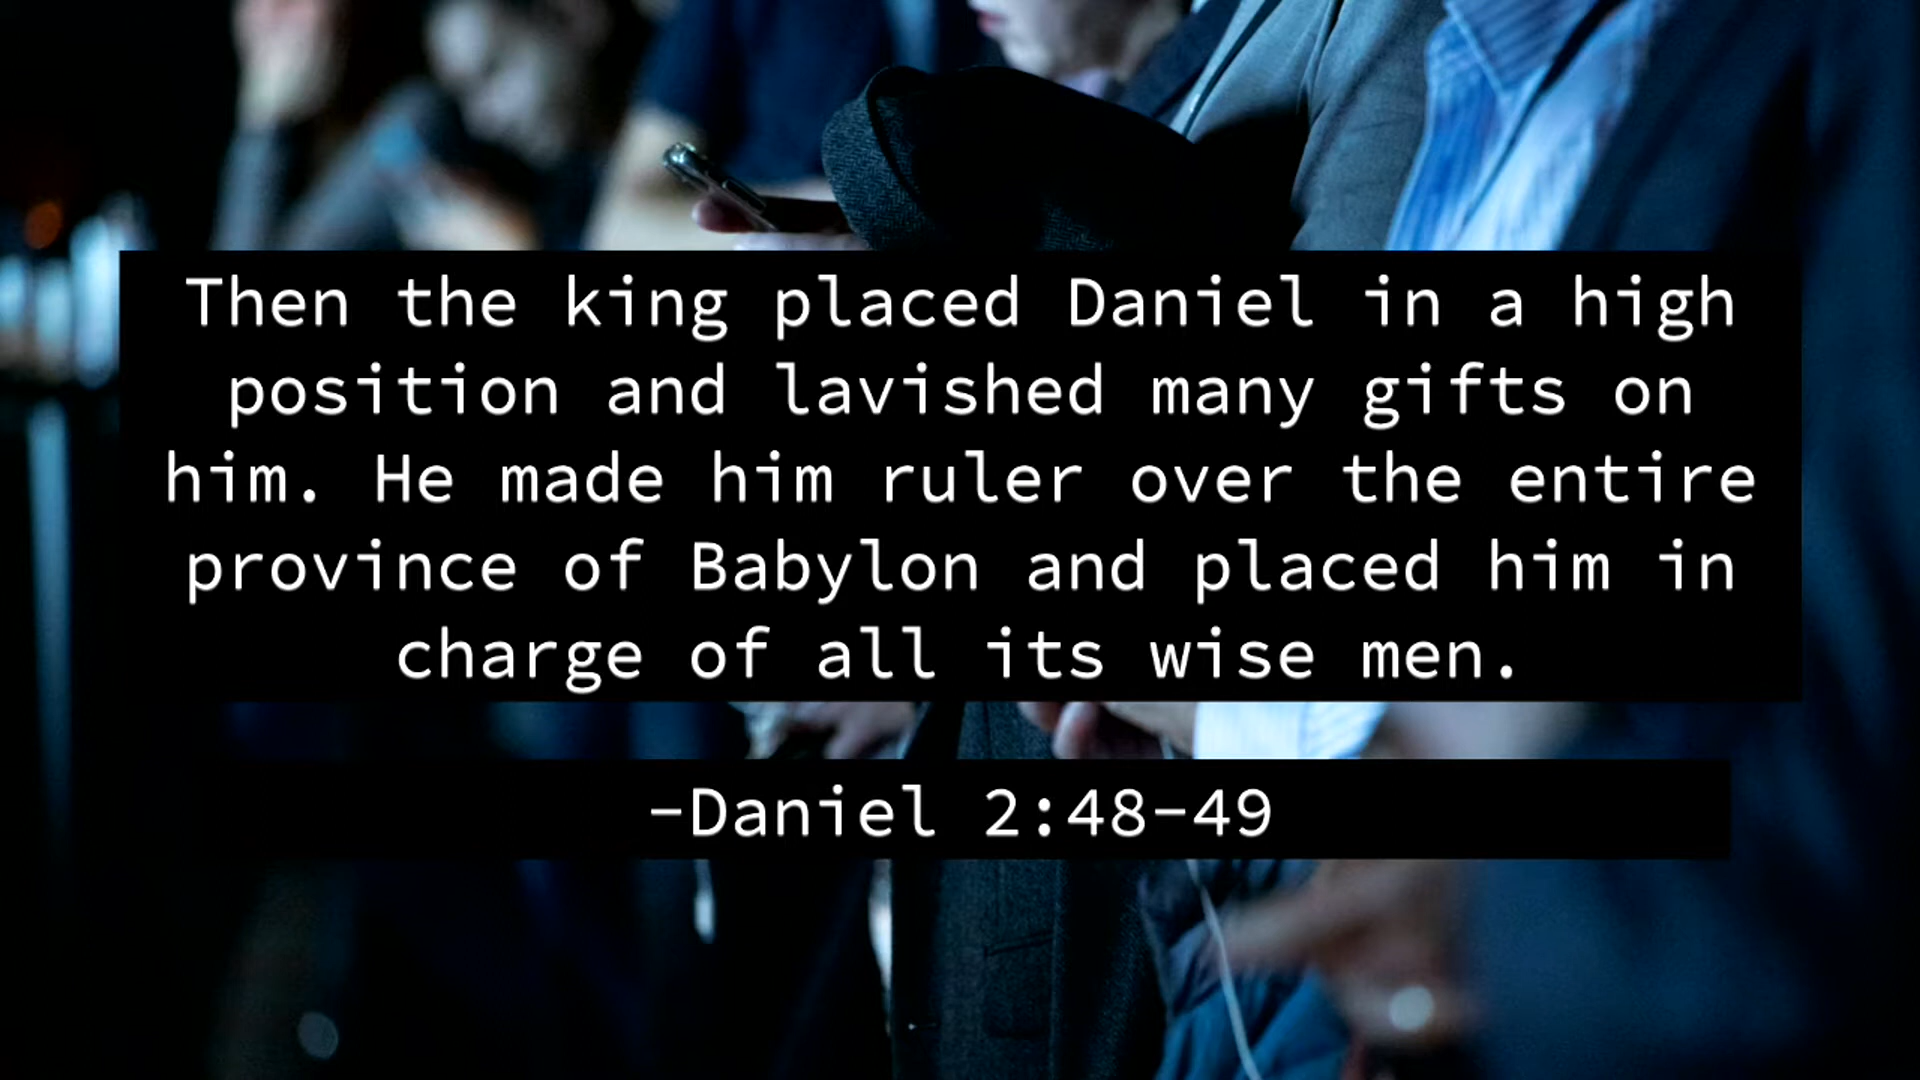 Then the king placed Daniel in a high
position and lavished many gifts on
him. He made him ruler over the entire
province of Babylon and placed him in
charge of all its wise men.
-Daniel 2:48-49